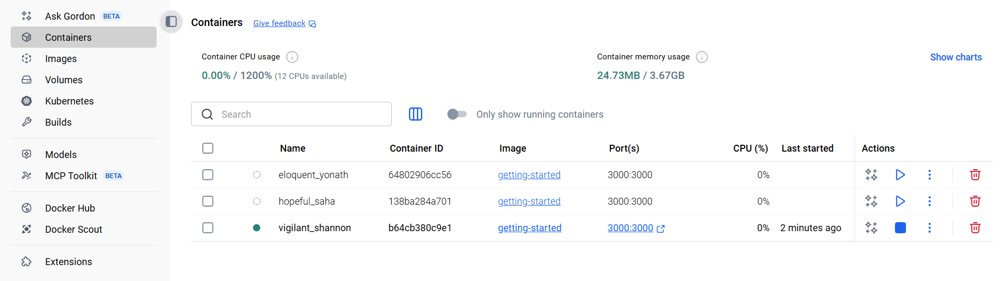 Ask Gordon BETA
Containers
Images
Volumes
Kubernetes
Builds
Models
MCP Toolkit BETA
Docker Hub
Docker Scout
Extensions
Containers Give feedback
Container CPU usage
0.00% / 1200% (12 CPUs available)
Container memory usage
24.73MB / 3.67GB
Show charts
Search
Only show running containers
Name Container ID Image Port(s) CPU (%) Last started Actions
eloquent_yonath 64802906cc56 getting-started 3000:3000 0%
hopeful_saha 138ba284a701 getting-started 3000:3000 0%
vigilant_shannon b64cb380c9e1 getting-started 3000:3000 0% 2 minutes ago